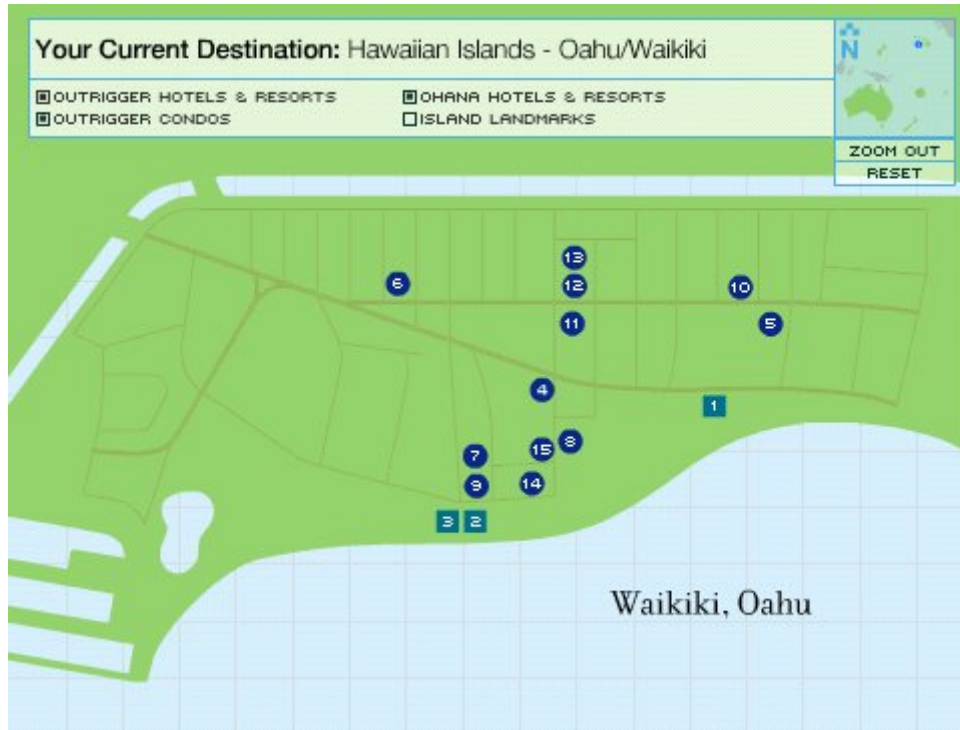 Your Current Destination: Hawaiian Islands - Oahu/Waikiki
N
OUTRIGGER HOTELS & RESORTS
OHANA HOTELS & RESORTS
OUTRIGGER CONDOS
ISLAND LANDMARKS
ZOOM OUT
RESET
13
6
12
10
11
5
4
1
8
15
7
14
9
3
2
Waikiki, Oahu